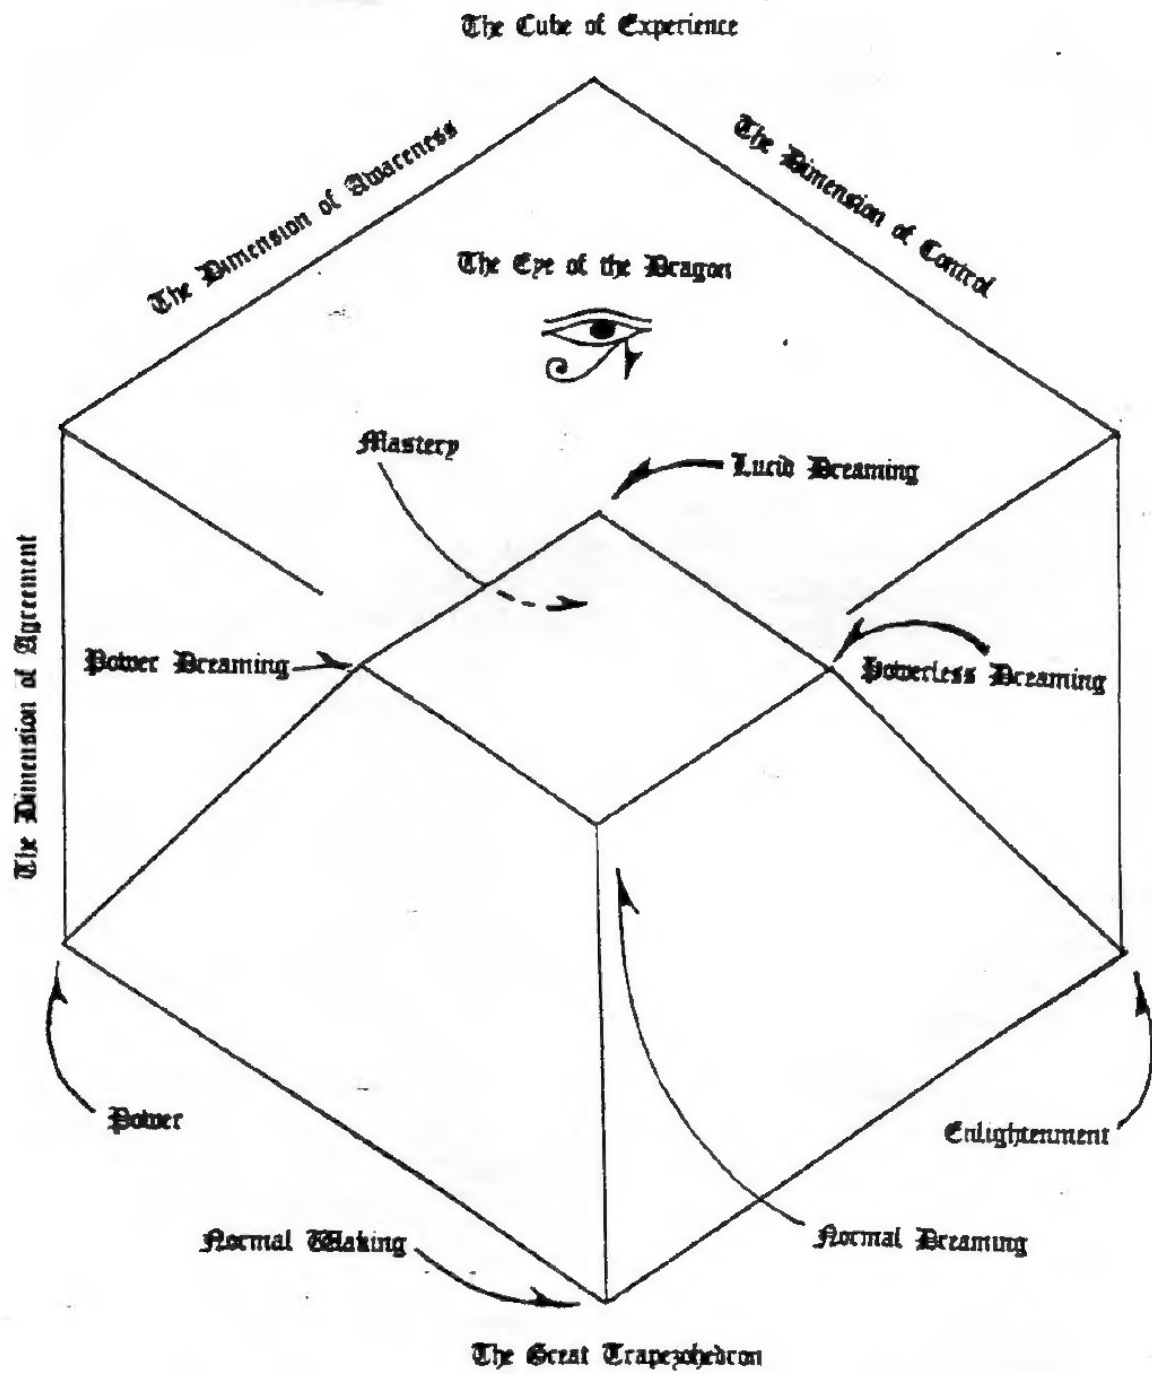 The Cube of Experience
The Dimension of Awareness
The Dimension of Control
The Eye of the Dragon
Mastery
Lucid Dreaming
The Dimension of Agreement
Power Dreaming
Powerless Dreaming
Power
Enlightenment
Normal Waking
Normal Dreaming
The Great Trapezohedron